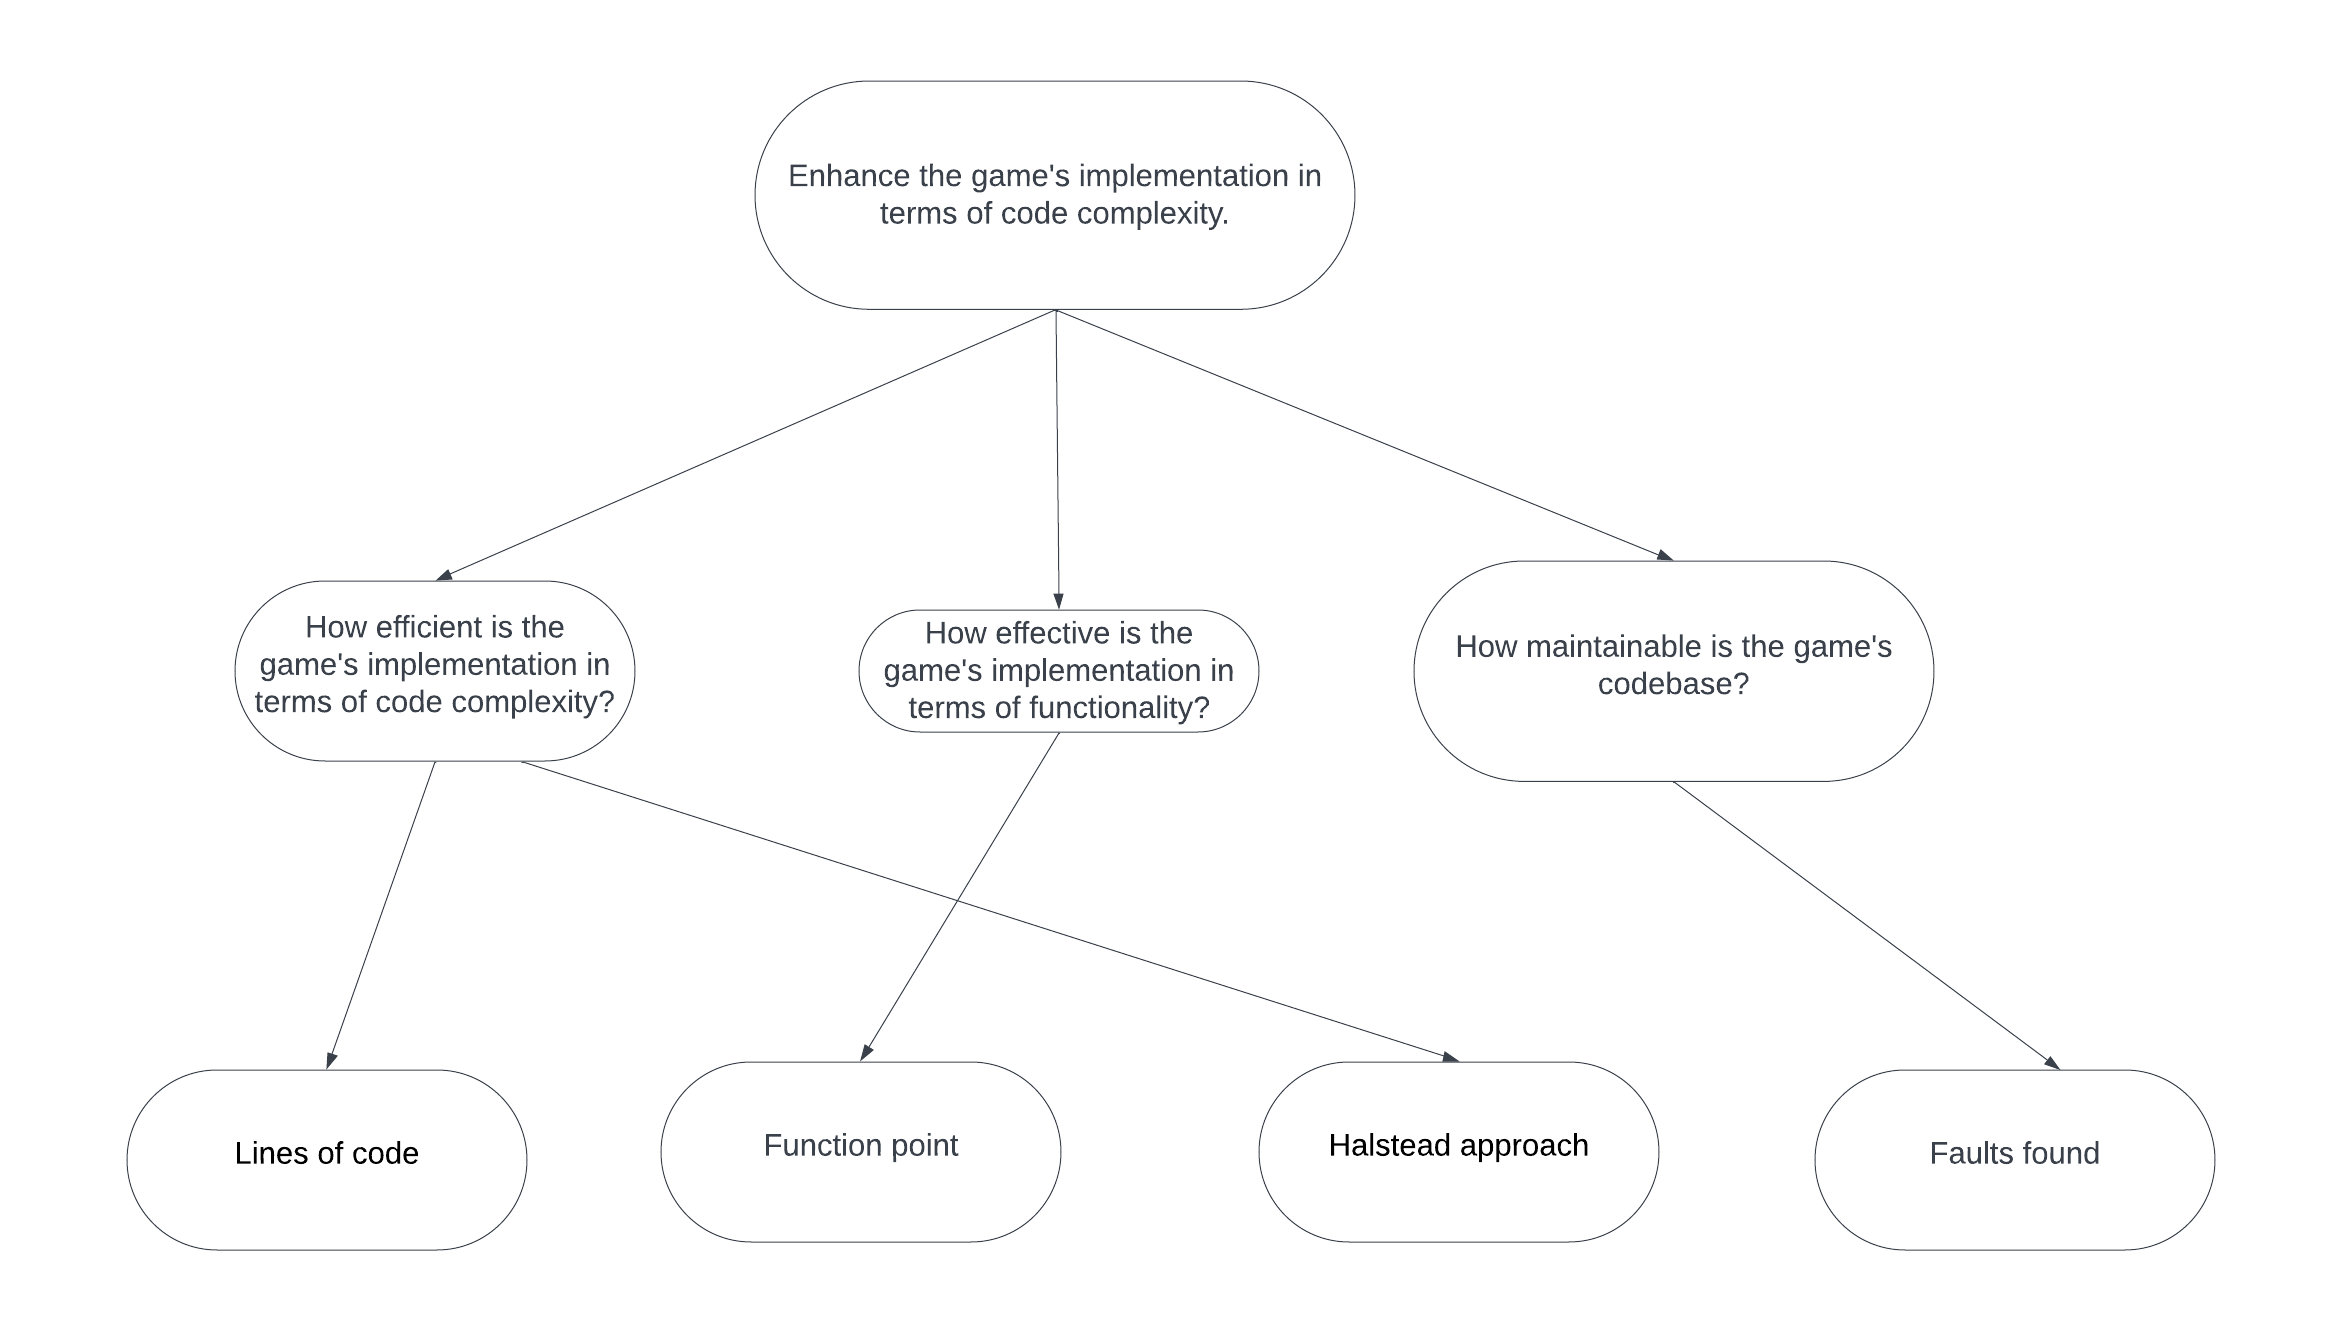 Enhance the game's implementation in
terms of code complexity.
How efficient is the
game's implementation in
terms of code complexity?
How effective is the
game's implementation in
terms of functionality?
How maintainable is the game's
codebase?
Lines of code
Function point
Halstead approach
Faults found